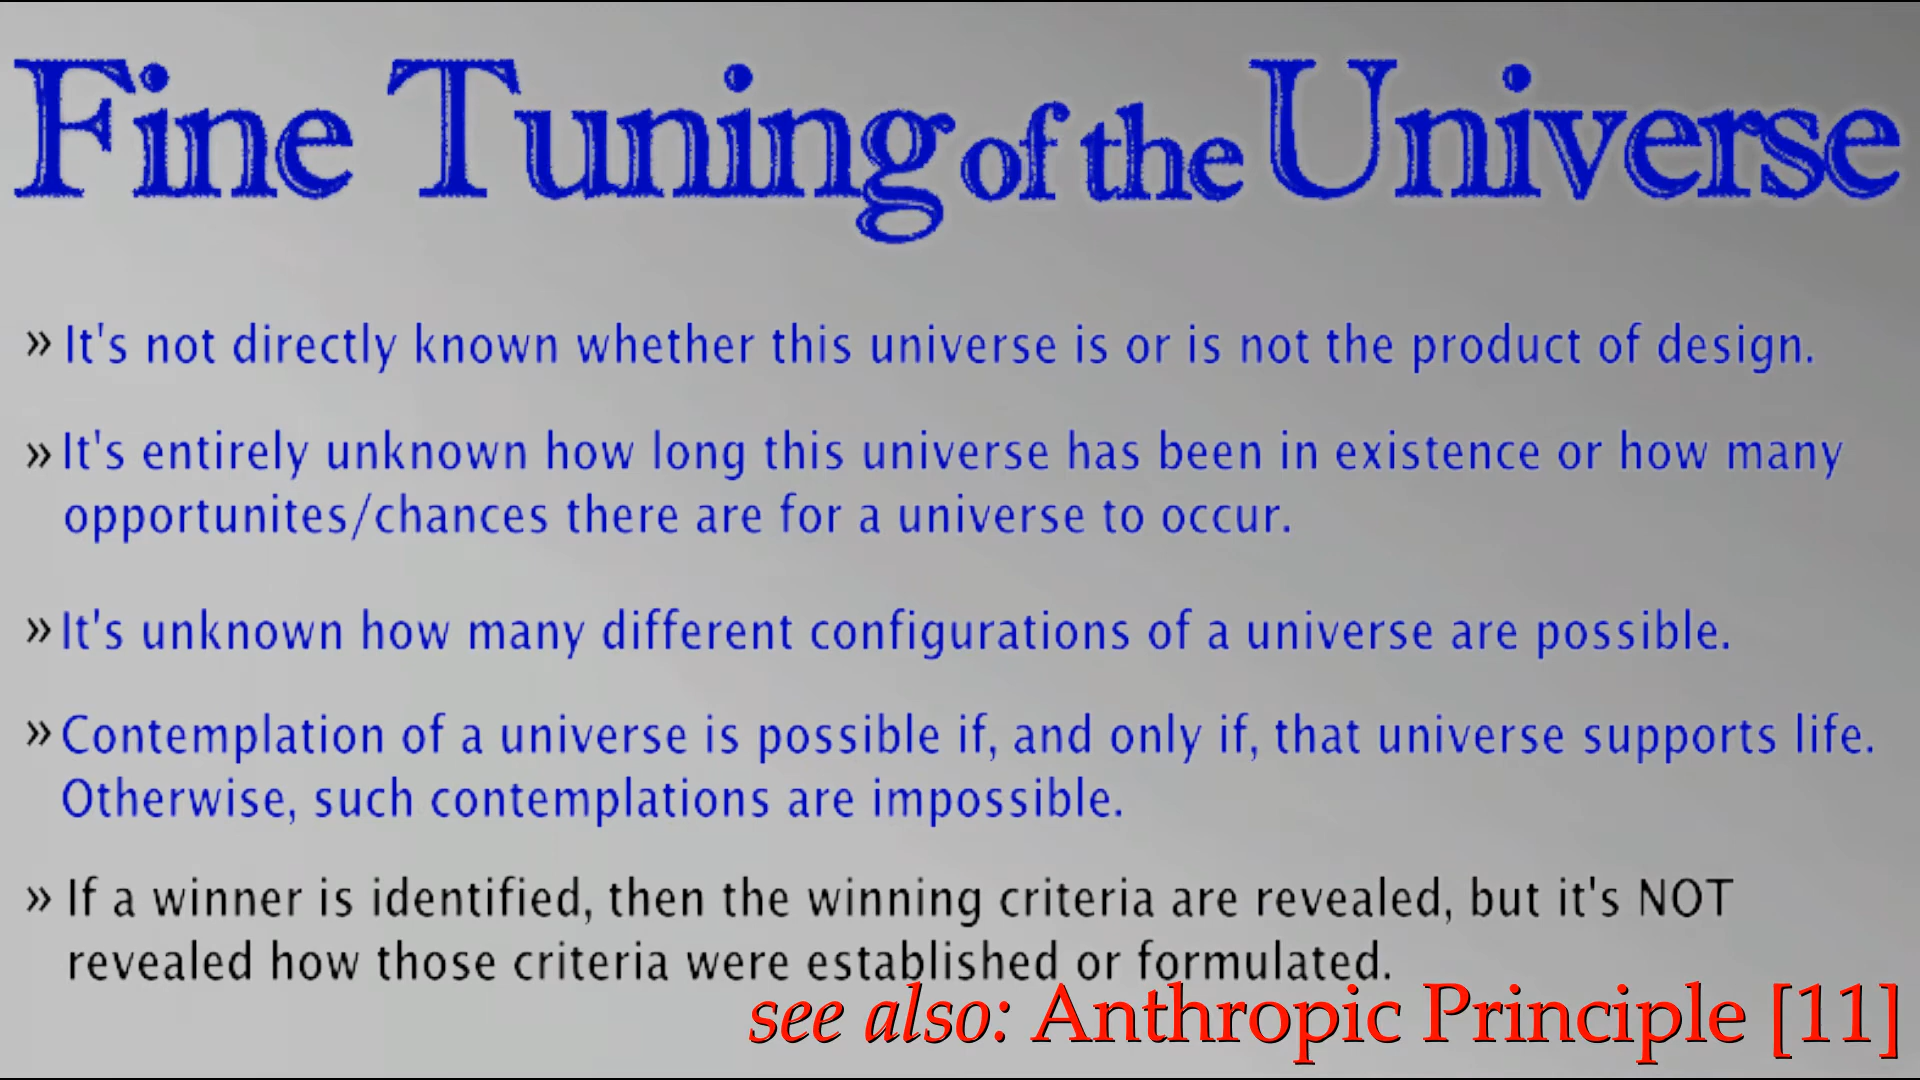 Fine Tuning of the Universe
» It's not directly known whether this universe is or is not the product of design.
» It's entirely unknown how long this universe has been in existence or how many
opportunites/chances there are for a universe to occur.
» It's unknown how many different configurations of a universe are possible.
» Contemplation of a universe is possible if, and only if, that universe supports life.
Otherwise, such contemplations are impossible.
» If a winner is identified, then the winning criteria are revealed, but it's NOT
revealed how those criteria were established or formulated.
see also: Anthropic Principle [11]